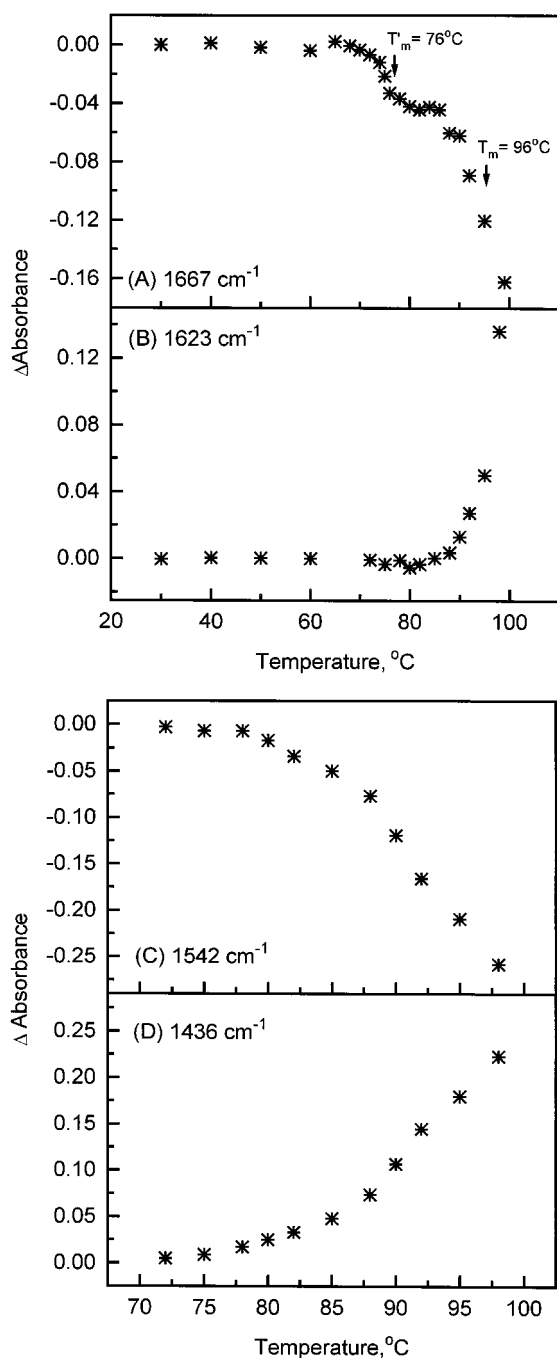 0.00
-0.04
-0.08
-0.12
-0.16
T'm= 76°C
Tm= 96°C
(A) 1667 cm-1
(B) 1623 cm-1
0.12
0.08
0.04
0.00
ΔAbsorbance
20 40 60 80 100
Temperature, °C
0.00
-0.05
-0.10
-0.15
-0.20
-0.25
(C) 1542 cm-1
(D) 1436 cm-1
0.25
0.20
0.15
0.10
0.05
0.00
Δ Absorbance
70 75 80 85 90 95 100
Temperature,°C